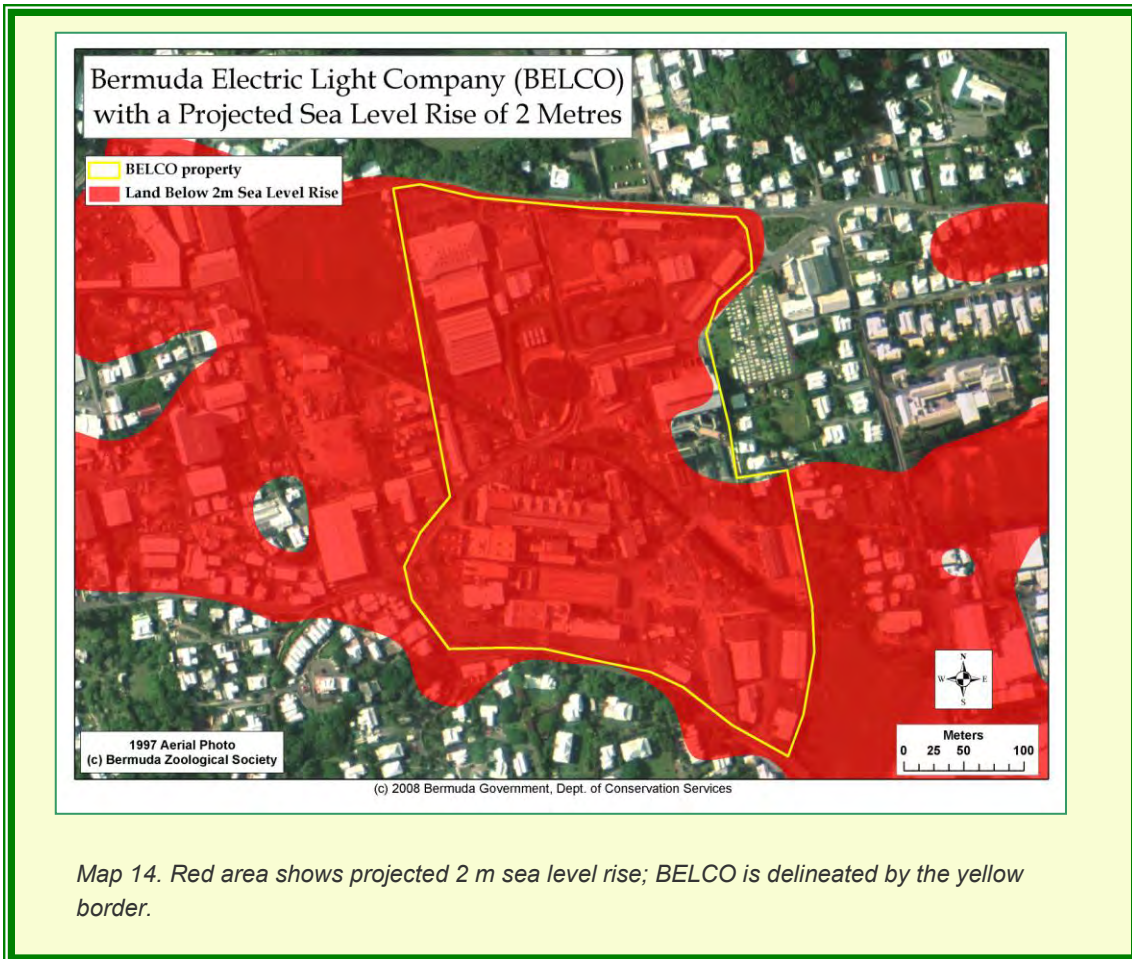 Bermuda Electric Light Company (BELCO)
with a Projected Sea Level Rise of 2 Metres
BELCO property
Land Below 2m Sea Level Rise
N
W E
S
Meters
0 25 50 100
1997 Aerial Photo
(c) Bermuda Zoological Society
(c) 2008 Bermuda Government, Dept. of Conservation Services
Map 14. Red area shows projected 2 m sea level rise; BELCO is delineated by the yellow
border.